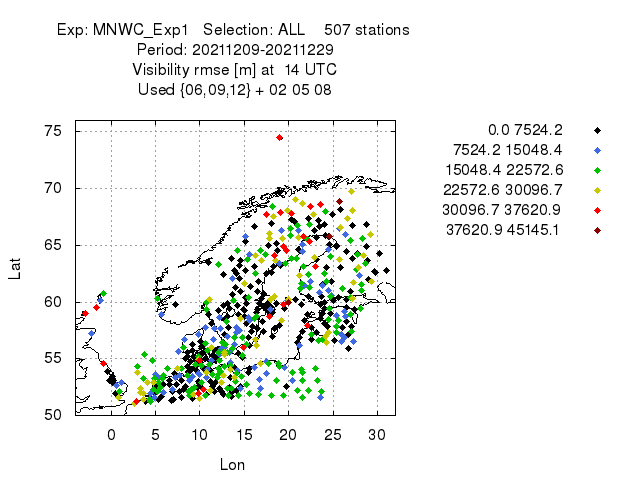 Exp: MNWC_Exp1 Selection: ALL 507 stations
Period: 20211209-20211229
Visibility rmse [m] at 14 UTC
Used {06,09,12} + 02 05 08
0.0 7524.2
7524.2 15048.4
15048.4 22572.6
22572.6 30096.7
30096.7 37620.9
37620.9 45145.1
Lat
75
70
65
60
55
50
0 5 10 15 20 25 30
Lon